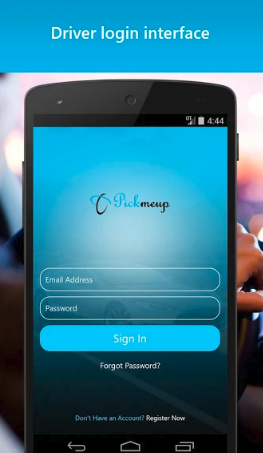 Driver login interface
4:44
Pickmeup
Email Address
Password
Sign In
Forgot Password?
Don't Have an Account? Register Now